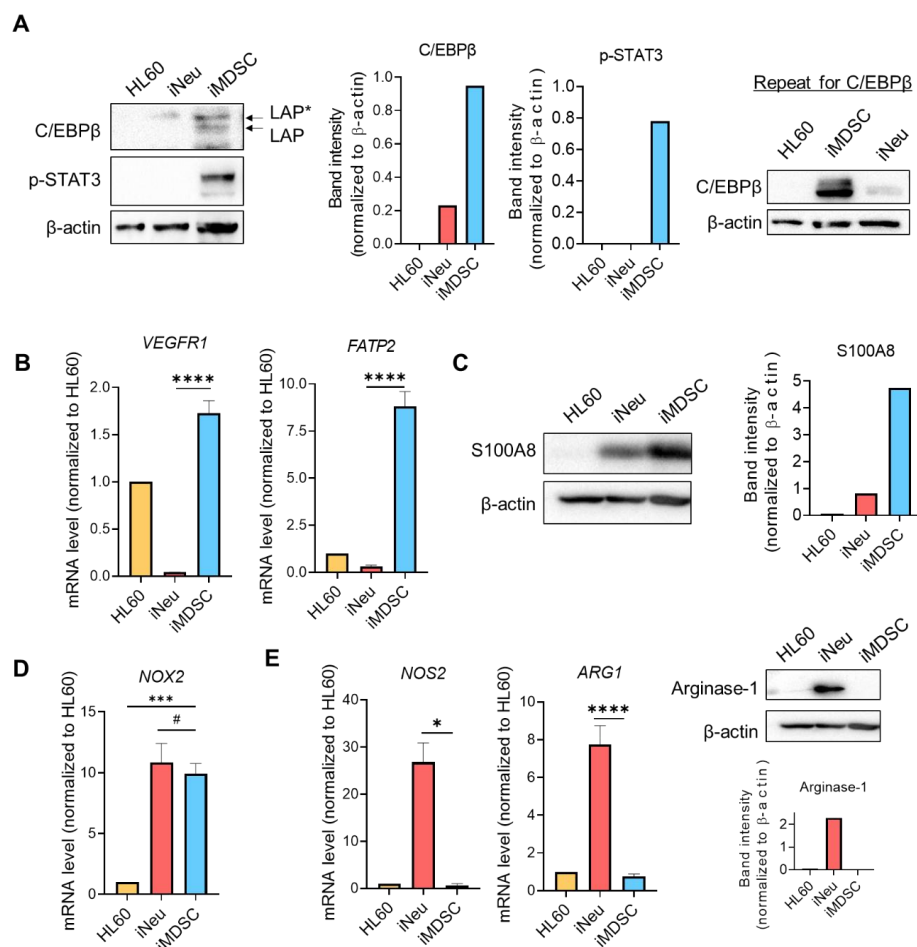 A
HL60 iNeu iMDSC
C/EBPβ
LAP*
LAP
p-STAT3
β-actin
C/EBPβ
Band intensity
(normalized to β-actin)
1.0
0.8
0.6
0.4
0.2
0.0
HL60 iNeu iMDSC
p-STAT3
Band intensity
(normalized to β-actin )
1.0
0.8
0.6
0.4
0.2
0.0
HL60 iNeu iMDSC
Repeat for C/EBPβ
HL60 iMDSC iNeu
C/EBPβ
β-actin
B
VEGFR1
mRNA level (normalized to HL60)
2.0
1.5
1.0
0.5
0.0
****
HL60 iNeu iMDSC
FATP2
mRNA level (normalized to HL60)
10.0
7.5
5.0
2.5
0.0
****
HL60 iNeu iMDSC
C
HL60 iNeu iMDSC
S100A8
β-actin
S100A8
Band intensity
(normalized to β-actin)
5
4
3
2
1
0
HL60 iNeu iMDSC
D
NOX2
mRNA level (normalized to HL60)
15
10
5
0
***
#
HL60 iNeu iMDSC
E
NOS2
mRNA level (normalized to HL60)
40
30
20
10
0
*
HL60 iNeu iMDSC
ARG1
mRNA level (normalized to HL60)
10
8
6
4
2
0
****
HL60 iNeu iMDSC
HL60 iNeu iMDSC
Arginase-1
β-actin
Arginase-1
Band intensity
(normalized to β-actin)
2
1
0
HL60 iNeu iMDSC